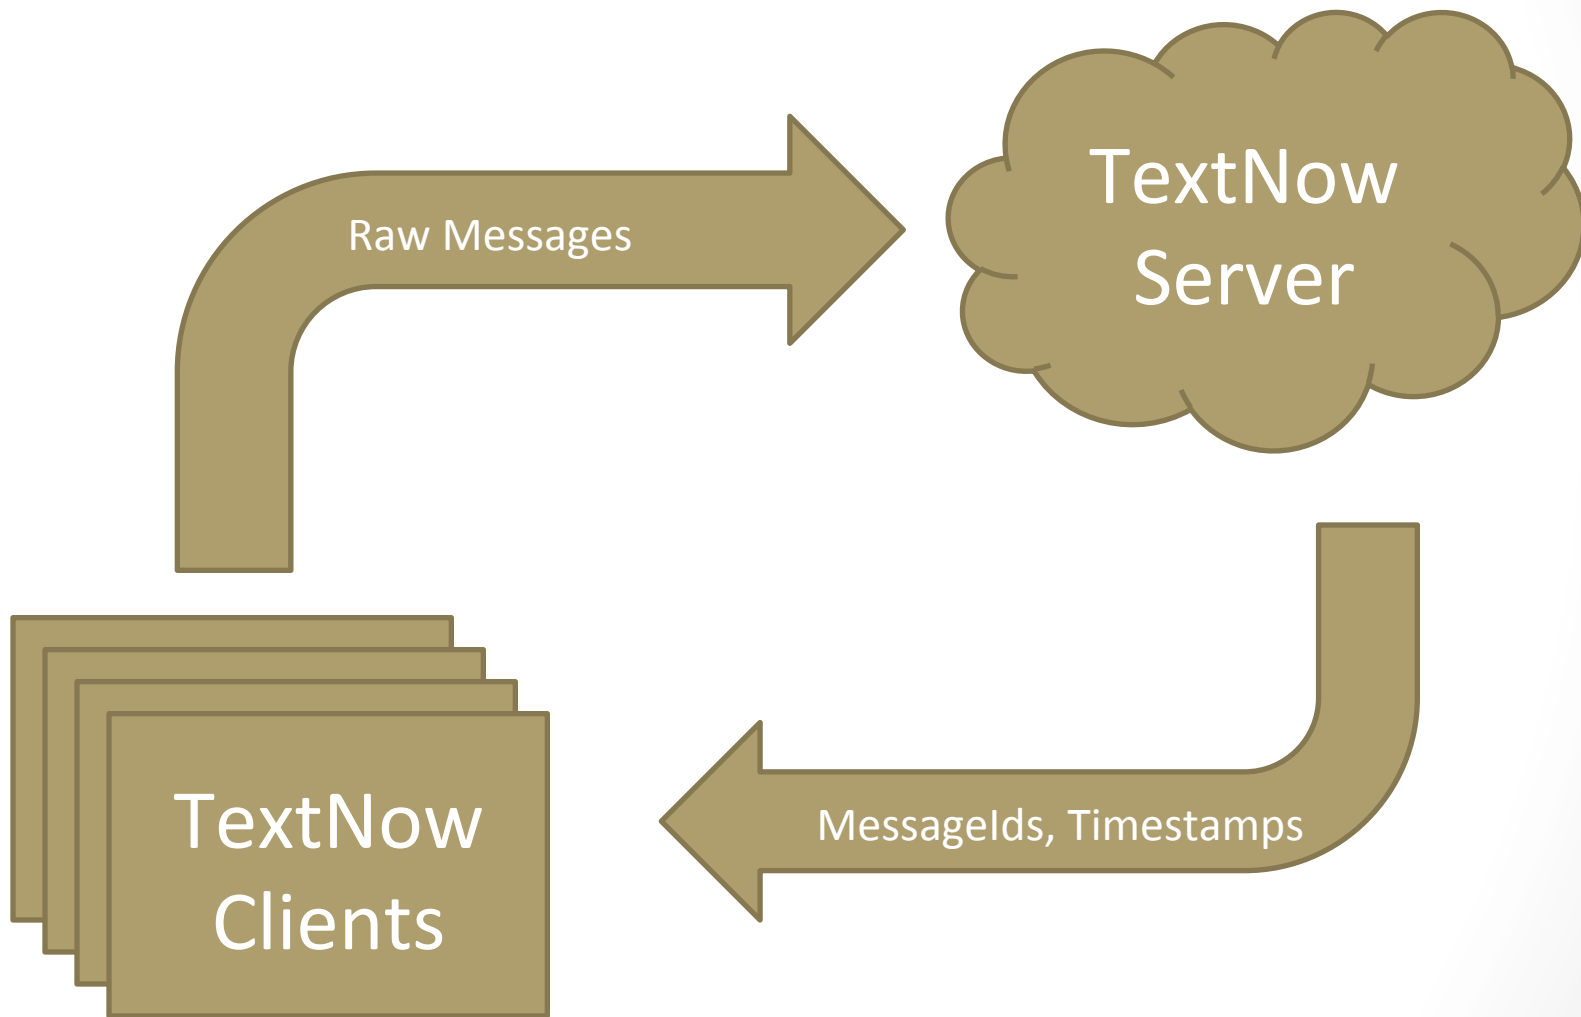 TextNow
Server
Raw Messages
MessageIds, Timestamps
TextNow
Clients